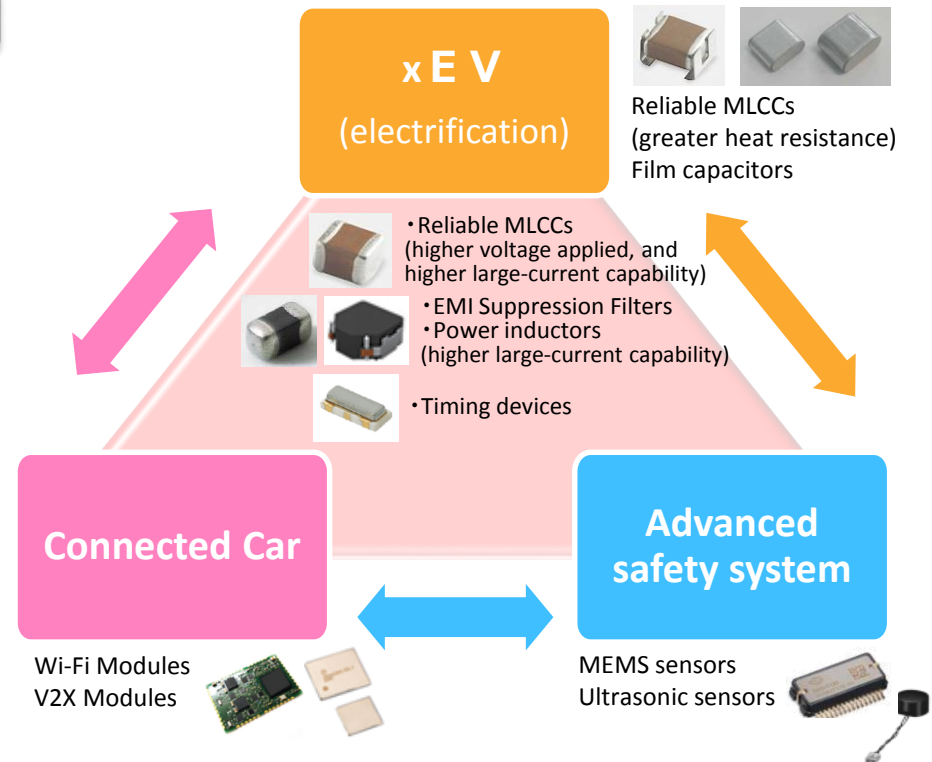 xEV
(electrification)
Reliable MLCCs
(greater heat resistance)
Film capacitors
・Reliable MLCCs
(higher voltage applied, and
higher large-current capability)
・EMI Suppression Filters
・Power inductors
(higher large-current capability)
・Timing devices
Connected Car
Advanced
safety system
Wi-Fi Modules
V2X Modules
MEMS sensors
Ultrasonic sensors